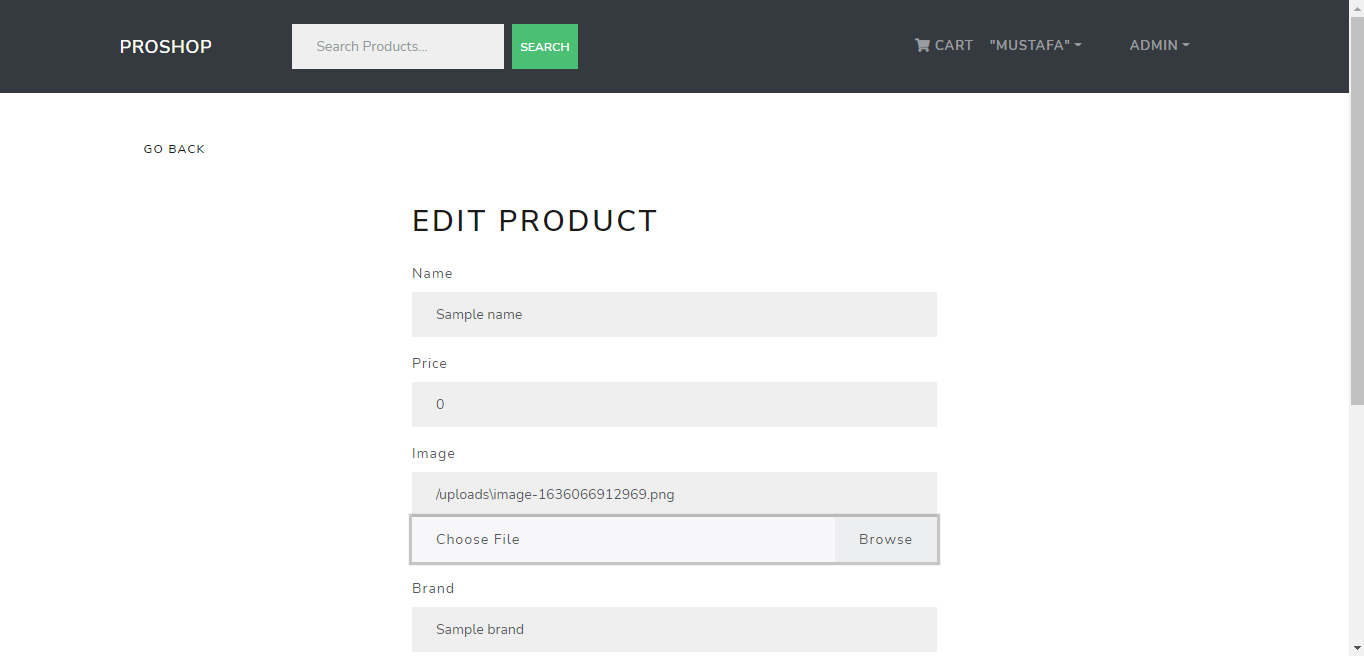 PROSHOP Search Products... SEARCH CART "MUSTAFA" ADMIN
GO BACK
EDIT PRODUCT
Name
Sample name
Price
0
Image
/uploads\image-1636066912969.png
Choose File Browse
Brand
Sample brand